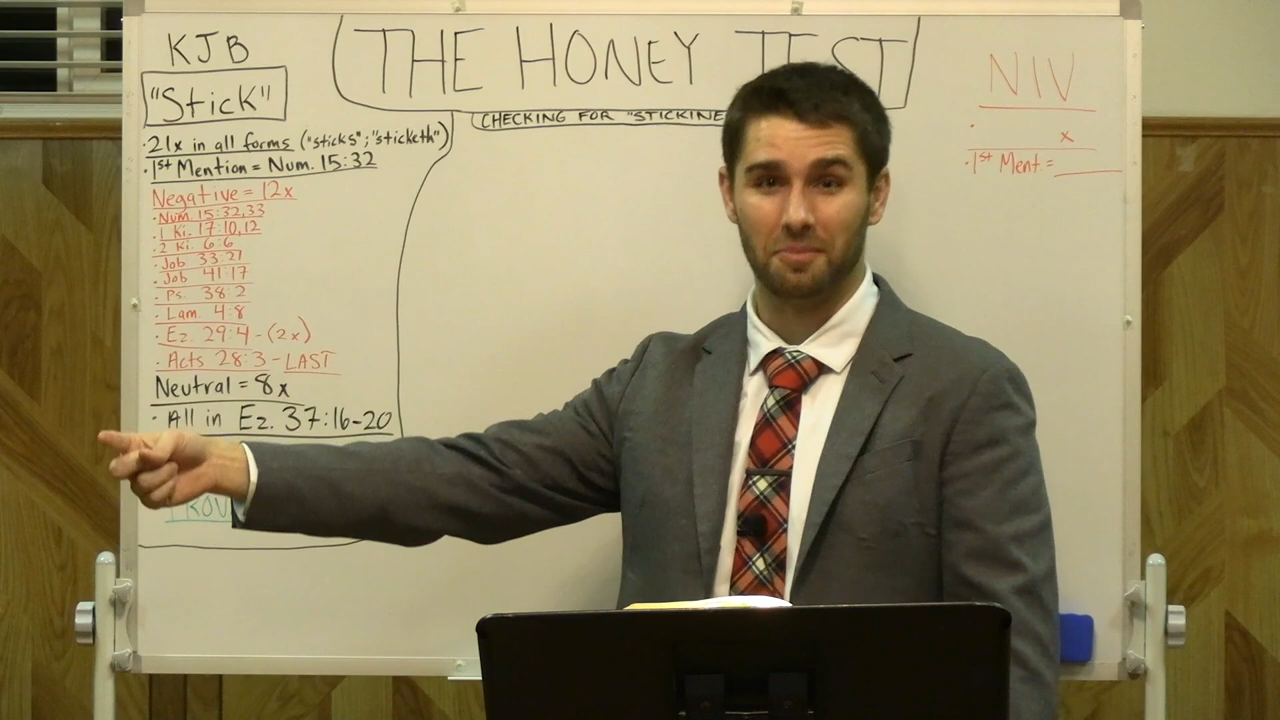 KJB
"Stick"
THE HONEY TEST
CHECKING FOR "STICKINE
· 21x in all forms ("sticks"; "sticketh")
· 1st Mention = Num. 15:32
Negative = 12x
· Num. 15:32,33
· 1 Ki. 17:10,12
· 2 Ki. 6:6
· Job 33:21
· Job 41:17
· Ps. 38:2
· Lam. 4:8
· Ez. 29:4 - (2x)
· Acts 28:3 - LAST
Neutral = 8x
· All in Ez. 37:16-20
NIV
· x
· 1st Ment. =